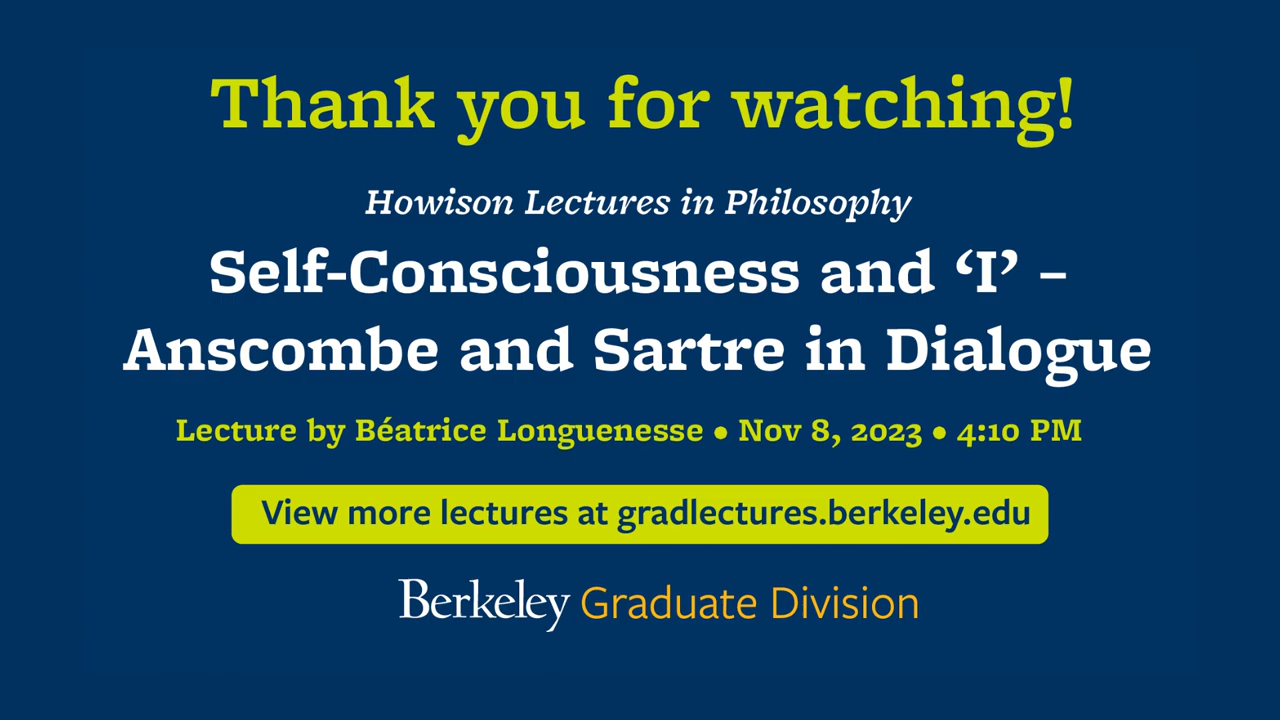 Thank you for watching!
Howison Lectures in Philosophy
Self-Consciousness and ‘I’ –
Anscombe and Sartre in Dialogue
Lecture by Béatrice Longuenesse • Nov 8, 2023 • 4:10 PM
View more lectures at gradlectures.berkeley.edu
Berkeley Graduate Division